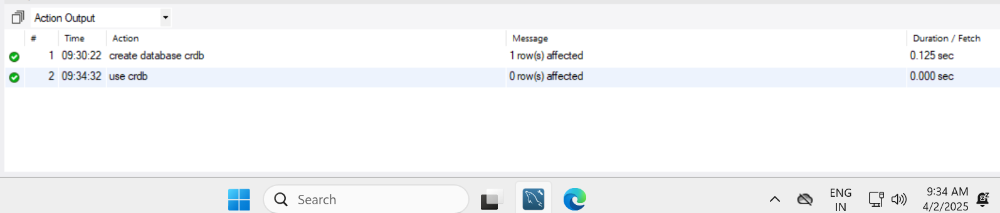 Action Output
# Time Action Message Duration / Fetch
1 09:30:22 create database crdb 1 row(s) affected 0.125 sec
2 09:34:32 use crdb 0 row(s) affected 0.000 sec
Search
ENG
IN
9:34 AM
4/2/2025